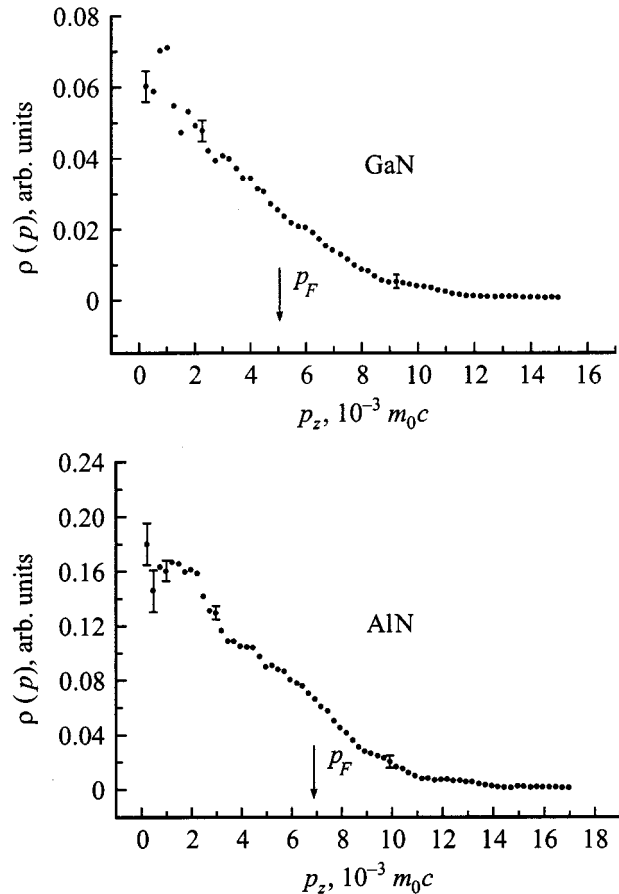 0.08
0.06
0.04
0.02
0
ρ (p), arb. units
GaN
p_F
0 2 4 6 8 10 12 14 16
p_z, 10^−3 m_0c
0.24
0.20
0.16
0.12
0.08
0.04
0
ρ (p), arb. units
AlN
p_F
0 2 4 6 8 10 12 14 16 18
p_z, 10^−3 m_0c